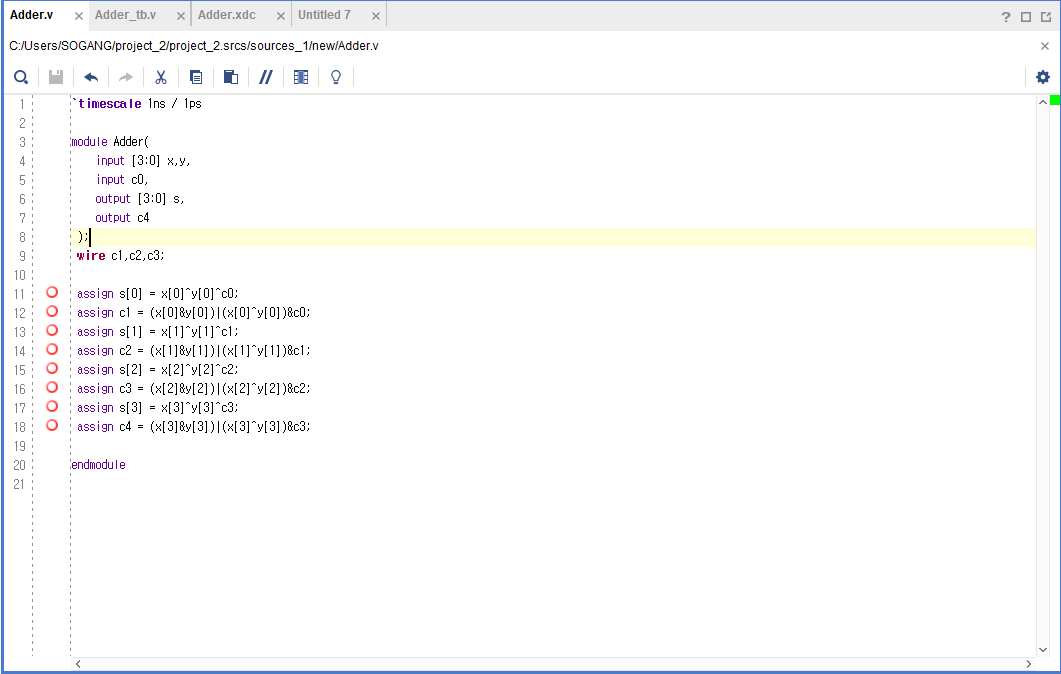 Adder.v × Adder_tb.v × Adder.xdc × Untitled 7 × ?
C:/Users/SOGANG/project_2/project_2.srcs/sources_1/new/Adder.v ×
1 `timescale 1ns / 1ps
2
3 module Adder(
4 input [3:0] x,y,
5 input c0,
6 output [3:0] s,
7 output c4
8 );
9 wire c1,c2,c3;
10
11 assign s[0] = x[0]^y[0]^c0;
12 assign c1 = (x[0]&y[0])|(x[0]^y[0])&c0;
13 assign s[1] = x[1]^y[1]^c1;
14 assign c2 = (x[1]&y[1])|(x[1]^y[1])&c1;
15 assign s[2] = x[2]^y[2]^c2;
16 assign c3 = (x[2]&y[2])|(x[2]^y[2])&c2;
17 assign s[3] = x[3]^y[3]^c3;
18 assign c4 = (x[3]&y[3])|(x[3]^y[3])&c3;
19
20 endmodule
21